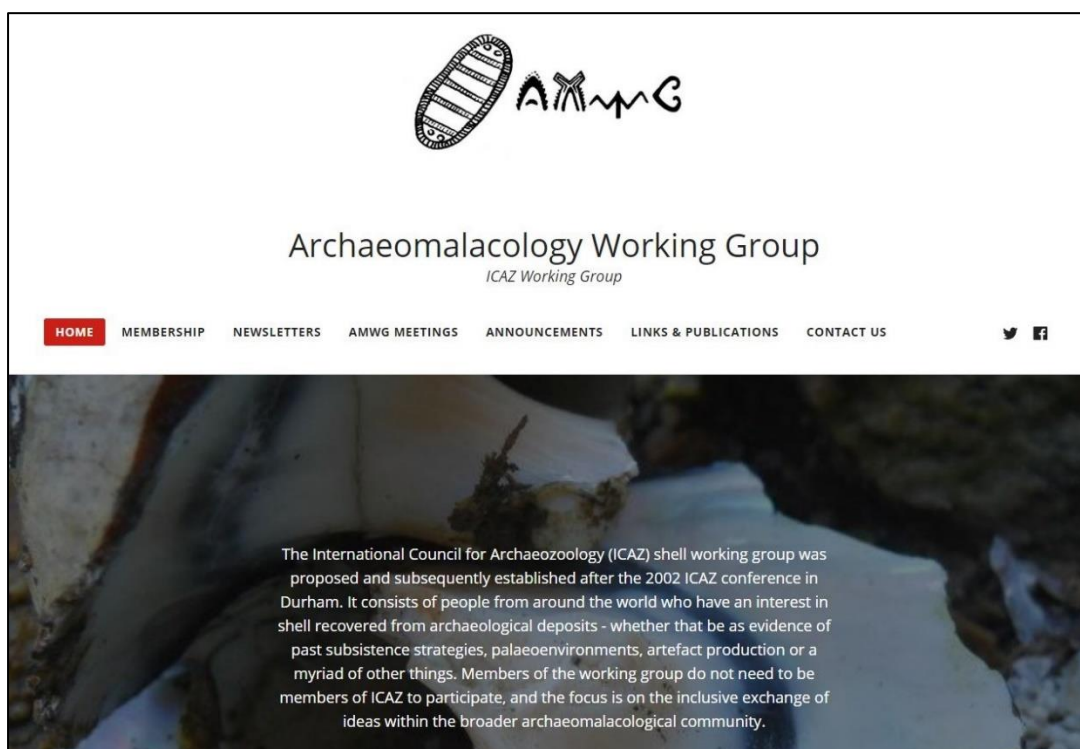 AMWG
Archaeomalacology Working Group
ICAZ Working Group
HOME MEMBERSHIP NEWSLETTERS AMWG MEETINGS ANNOUNCEMENTS LINKS & PUBLICATIONS CONTACT US
The International Council for Archaeozoology (ICAZ) shell working group was
proposed and subsequently established after the 2002 ICAZ conference in
Durham. It consists of people from around the world who have an interest in
shell recovered from archaeological deposits - whether that be as evidence of
past subsistence strategies, palaeoenvironments, artefact production or a
myriad of other things. Members of the working group do not need to be
members of ICAZ to participate, and the focus is on the inclusive exchange of
ideas within the broader archaeomalacological community.